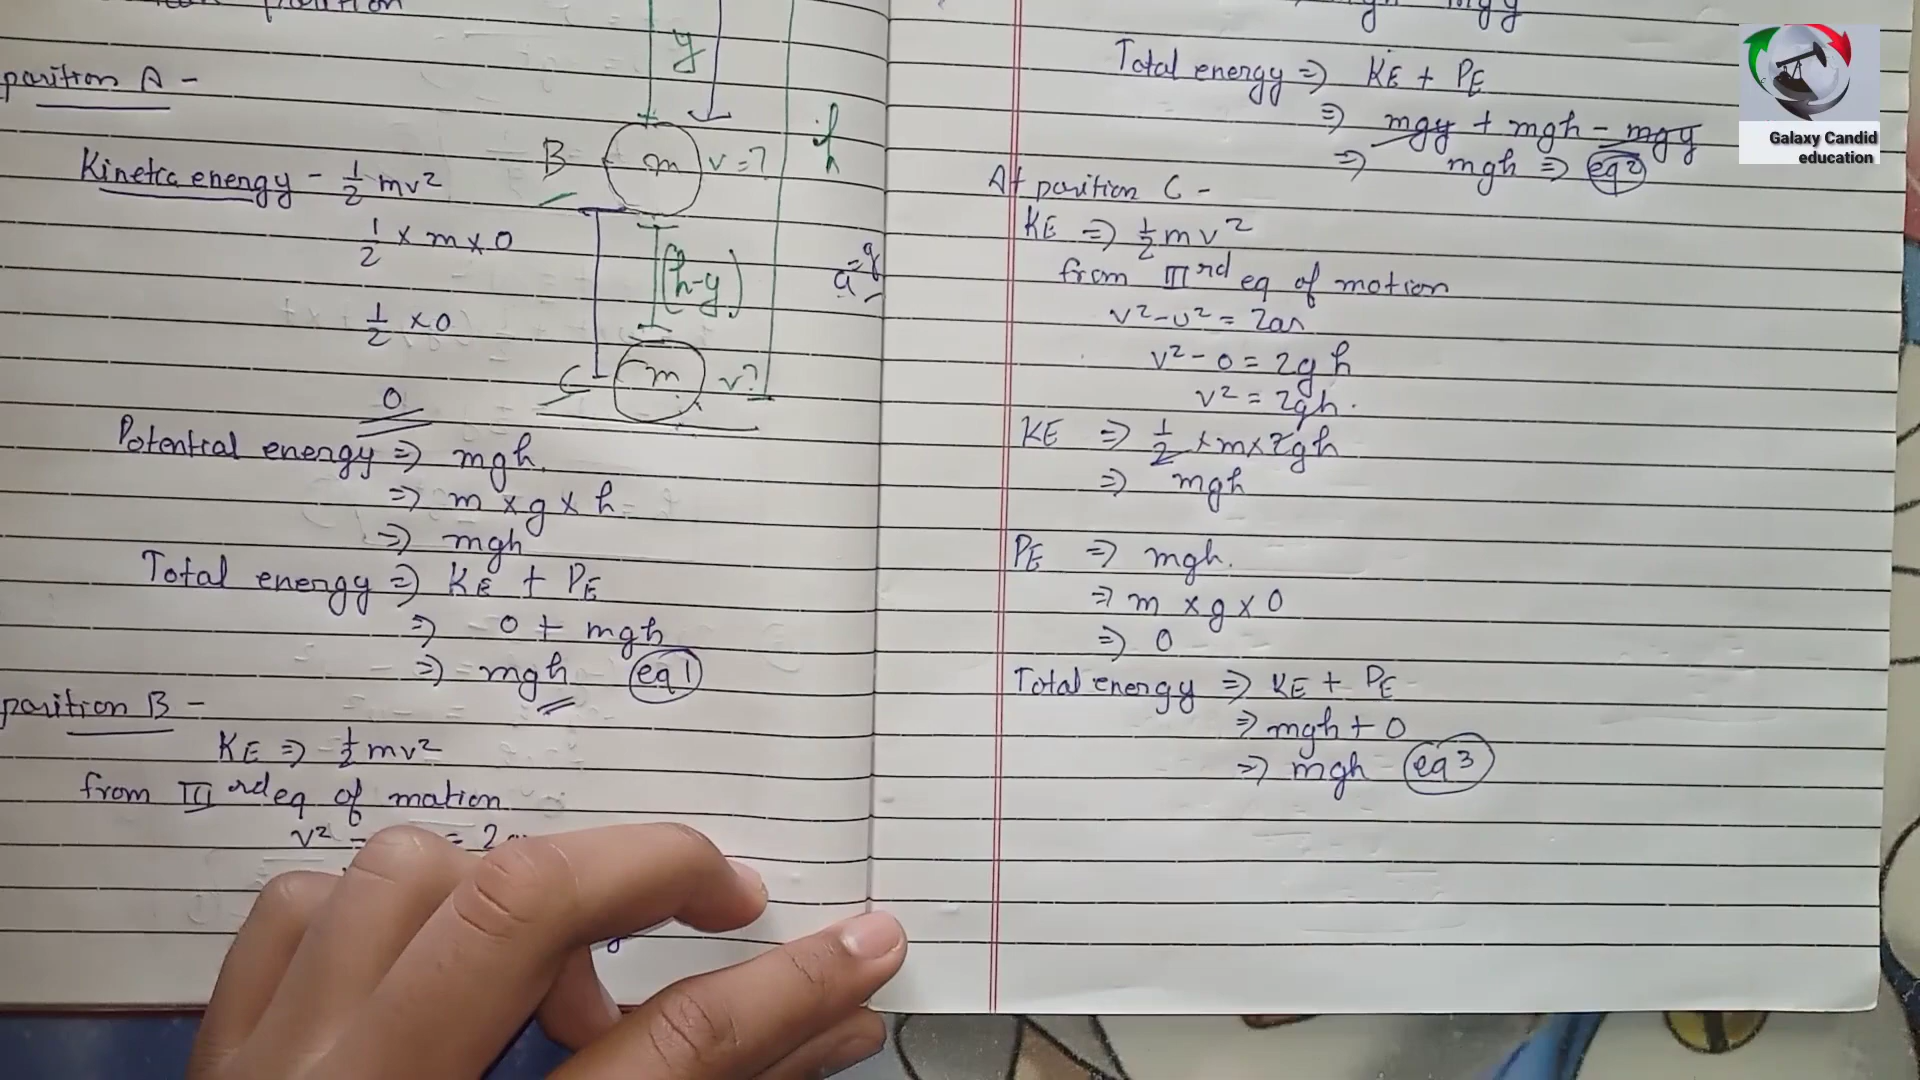 position A -
Kinetic energy - 1/2 mv²
1/2 × m × 0
1/2 × 0
0
Potential energy ⇒ mgh.
⇒ m × g × h
⇒ mgh
Total energy ⇒ KE + PE
⇒ 0 + mgh
⇒ mgh eq 1
position B -
KE ⇒ 1/2 mv²
from III rd eq of motion
v² - = 2
y
B m v = ?
h
(h-y)
a = g
C m v?
Total energy ⇒ KE + PE
⇒ mgy + mgh - mgy
⇒ mgh ⇒ eq 2
At position C -
KE ⇒ 1/2 mv²
from III rd eq of motion
v² - u² = 2as
v² - 0 = 2gh
v² = 2gh.
KE ⇒ 1/2 × m × 2gh
⇒ mgh
PE ⇒ mgh.
⇒ m × g × 0
⇒ 0
Total energy ⇒ KE + PE
⇒ mgh + 0
⇒ mgh eq 3
Galaxy Candid
education